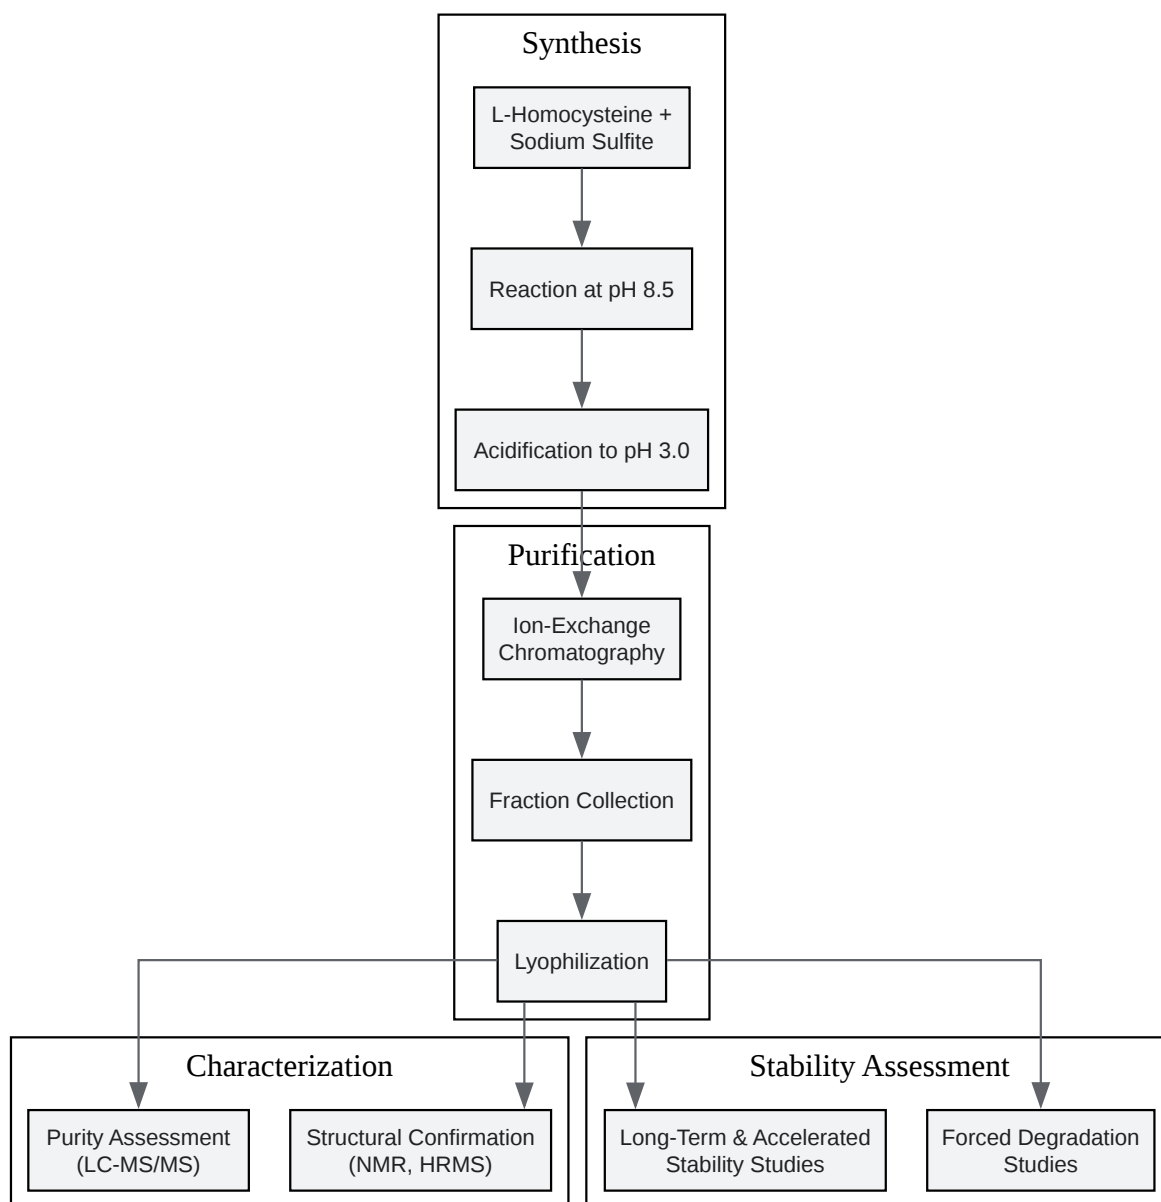 Synthesis
L-Homocysteine +
Sodium Sulfite
Reaction at pH 8.5
Acidification to pH 3.0
Purification
Ion-Exchange
Chromatography
Fraction Collection
Lyophilization
Characterization
Purity Assessment
(LC-MS/MS)
Structural Confirmation
(NMR, HRMS)
Stability Assessment
Long-Term & Accelerated
Stability Studies
Forced Degradation
Studies